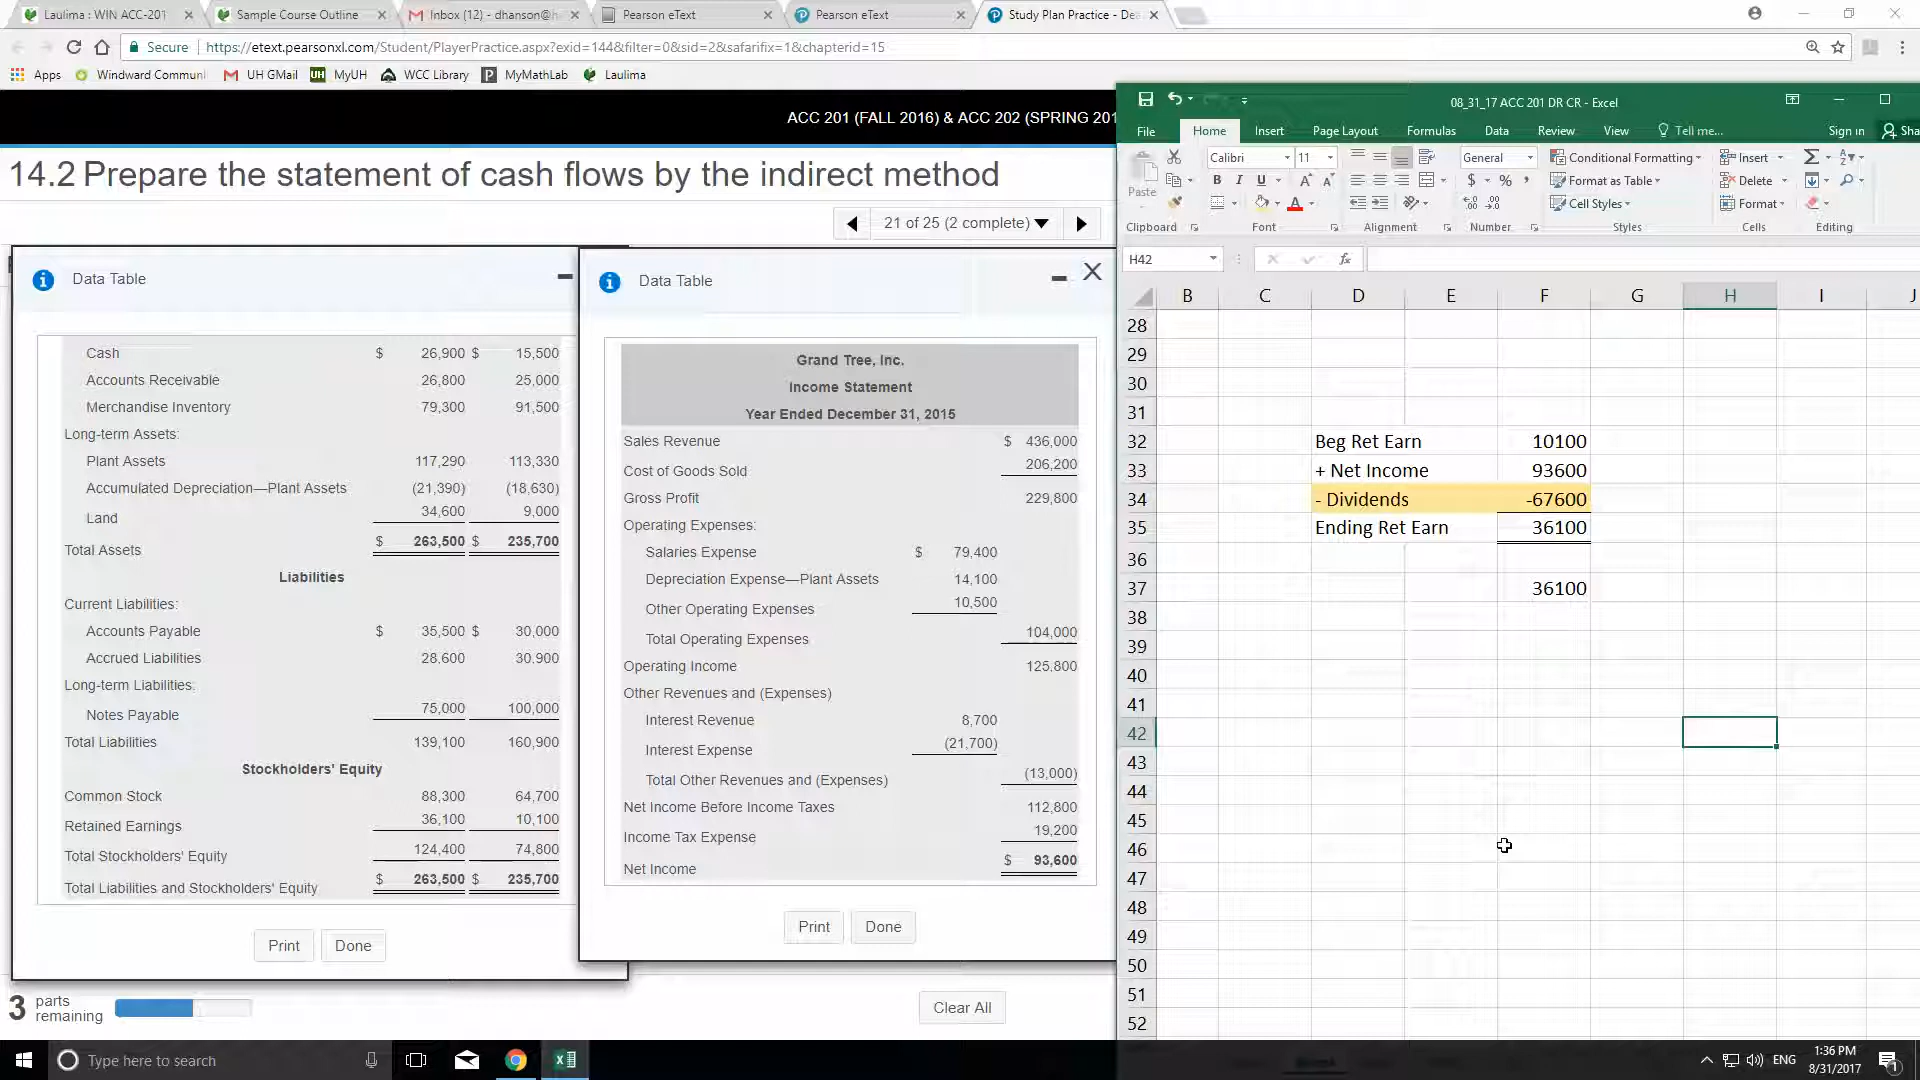 Laulima : WIN ACC-201
Sample Course Outline
Inbox (12) - dhanson@h
Pearson eText
Pearson eText
Study Plan Practice - Dea
Secure
https://etext.pearsonxl.com/Student/PlayerPractice.aspx?exid=144&filter=0&sid=2&safarifix=1&chapterid=15
Apps
Windward Commun
UH GMail
MyUH
WCC Library
MyMathLab
Laulima
ACC 201 (FALL 2016) & ACC 202 (SPRING 201
14.2 Prepare the statement of cash flows by the indirect method
21 of 25 (2 complete)
Data Table
Cash $ 26,900 $ 15,500
Accounts Receivable 26,800 25,000
Merchandise Inventory 79,300 91,500
Long-term Assets:
Plant Assets 117,290 113,330
Accumulated Depreciation—Plant Assets (21,390) (18,630)
Land 34,600 9,000
Total Assets $ 263,500 $ 235,700
Liabilities
Current Liabilities:
Accounts Payable $ 35,500 $ 30,000
Accrued Liabilities 28,600 30,900
Long-term Liabilities:
Notes Payable 75,000 100,000
Total Liabilities 139,100 160,900
Stockholders' Equity
Common Stock 88,300 64,700
Retained Earnings 36,100 10,100
Total Stockholders' Equity 124,400 74,800
Total Liabilities and Stockholders' Equity $ 263,500 $ 235,700
Print
Done
Data Table
Grand Tree, Inc.
Income Statement
Year Ended December 31, 2015
Sales Revenue $ 436,000
Cost of Goods Sold 206,200
Gross Profit 229,800
Operating Expenses:
Salaries Expense $ 79,400
Depreciation Expense—Plant Assets 14,100
Other Operating Expenses 10,500
Total Operating Expenses 104,000
Operating Income 125,800
Other Revenues and (Expenses)
Interest Revenue 8,700
Interest Expense (21,700)
Total Other Revenues and (Expenses) (13,000)
Net Income Before Income Taxes 112,800
Income Tax Expense 19,200
Net Income $ 93,600
Print
Done
3 parts remaining
Clear All
08_31_17 ACC 201 DR CR - Excel
File
Home
Insert
Page Layout
Formulas
Data
Review
View
Tell me...
Sign in
Sha
Paste
Clipboard
Calibri
11
B I U
Font
Alignment
General
$ % ,
Number
Conditional Formatting
Format as Table
Cell Styles
Styles
Insert
Delete
Format
Cells
Editing
H42
fx
B C D E F G H I J
28
29
30
31
32 Beg Ret Earn 10100
33 + Net Income 93600
34 - Dividends -67600
35 Ending Ret Earn 36100
36
37 36100
38
39
40
41
42
43
44
45
46
47
48
49
50
51
52
Type here to search
ENG
1:36 PM
8/31/2017
1